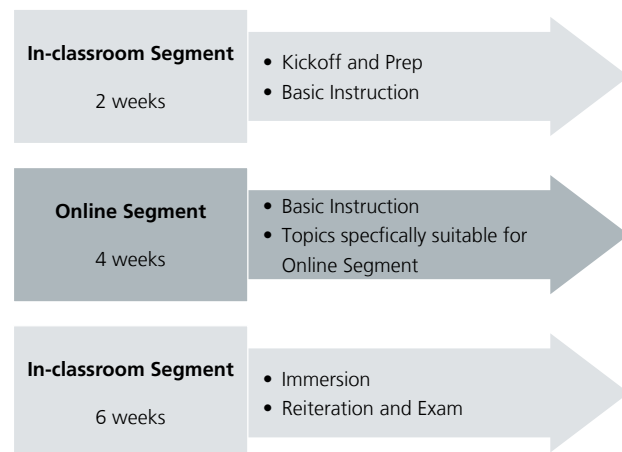 In-classroom Segment
2 weeks
• Kickoff and Prep
• Basic Instruction
Online Segment
4 weeks
• Basic Instruction
• Topics specfically suitable for
Online Segment
In-classroom Segment
6 weeks
• Immersion
• Reiteration and Exam